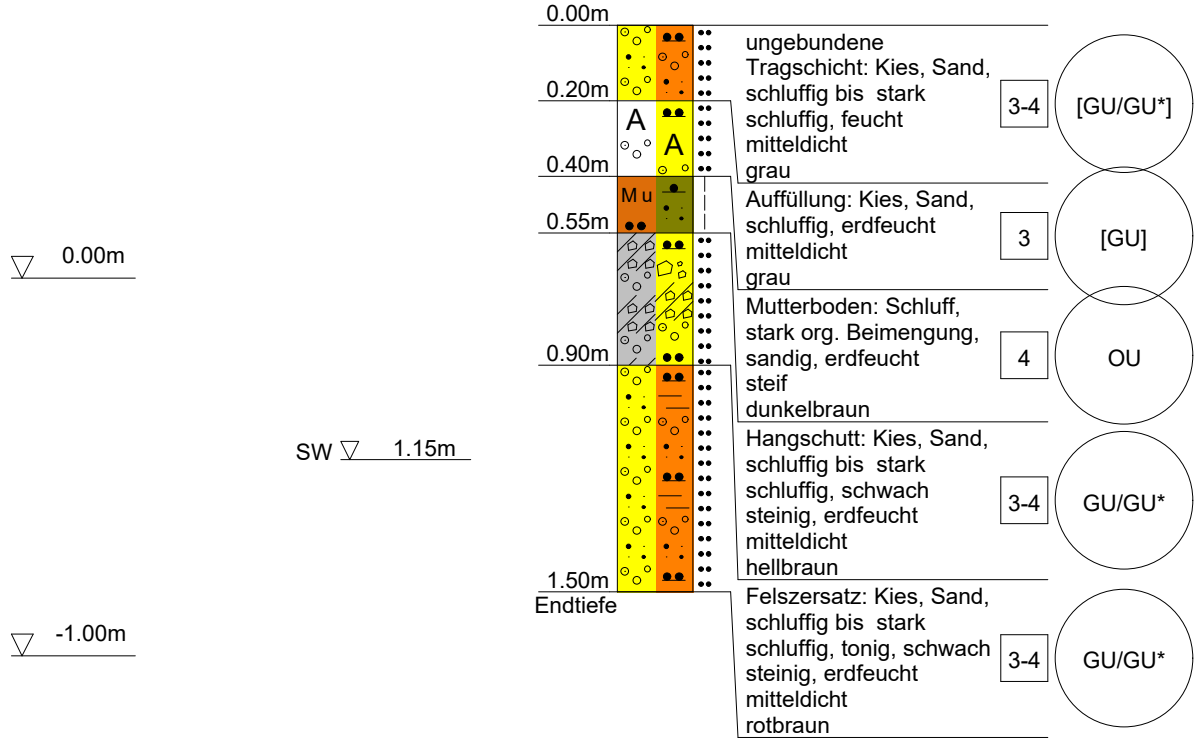 0.00m
ungebundene
Tragschicht: Kies, Sand,
schluffig bis stark
schluffig, feucht
mitteldicht
grau
3-4
[GU/GU*]
0.20m
A
A
Auffüllung: Kies, Sand,
schluffig, erdfeucht
mitteldicht
grau
3
[GU]
0.40m
Mu
0.55m
Mutterboden: Schluff,
stark org. Beimengung,
sandig, erdfeucht
steif
dunkelbraun
4
OU
0.00m
0.90m
Hangschutt: Kies, Sand,
schluffig bis stark
schluffig, schwach
steinig, erdfeucht
mitteldicht
hellbraun
3-4
GU/GU*
SW 1.15m
1.50m
Endtiefe
Felszersatz: Kies, Sand,
schluffig bis stark
schluffig, tonig, schwach
steinig, erdfeucht
mitteldicht
rotbraun
3-4
GU/GU*
-1.00m